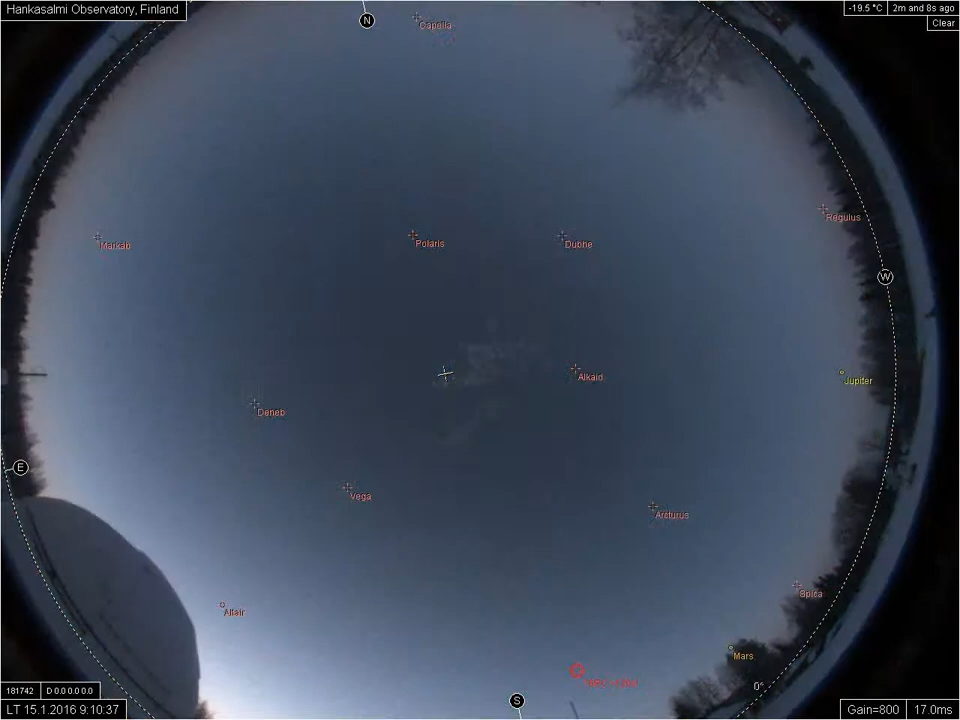 Hankasalmi Observatory, Finland
N
-19.5 °C
2m and 8s ago
Clear
Capella
Regulus
Markab
Polaris
Dubhe
W
Alkaid
Jupiter
Deneb
E
Vega
Arcturus
Spica
Altair
Mars
0°
181742
D 0.0.0.0.0.0
S
LT 15.1.2016 9:10:37
Gain=800
17.0ms